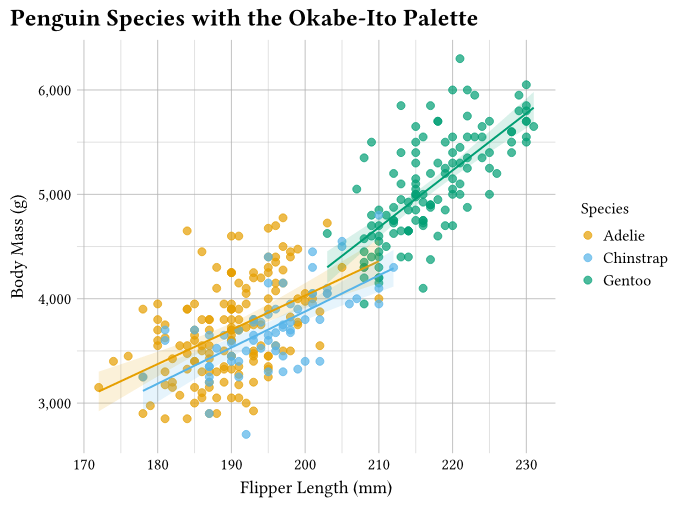 Penguin Species with the Okabe-Ito Palette
6,000
5,000
4,000
3,000
Body Mass (g)
170 180 190 200 210 220 230
Flipper Length (mm)
Species
Adelie
Chinstrap
Gentoo